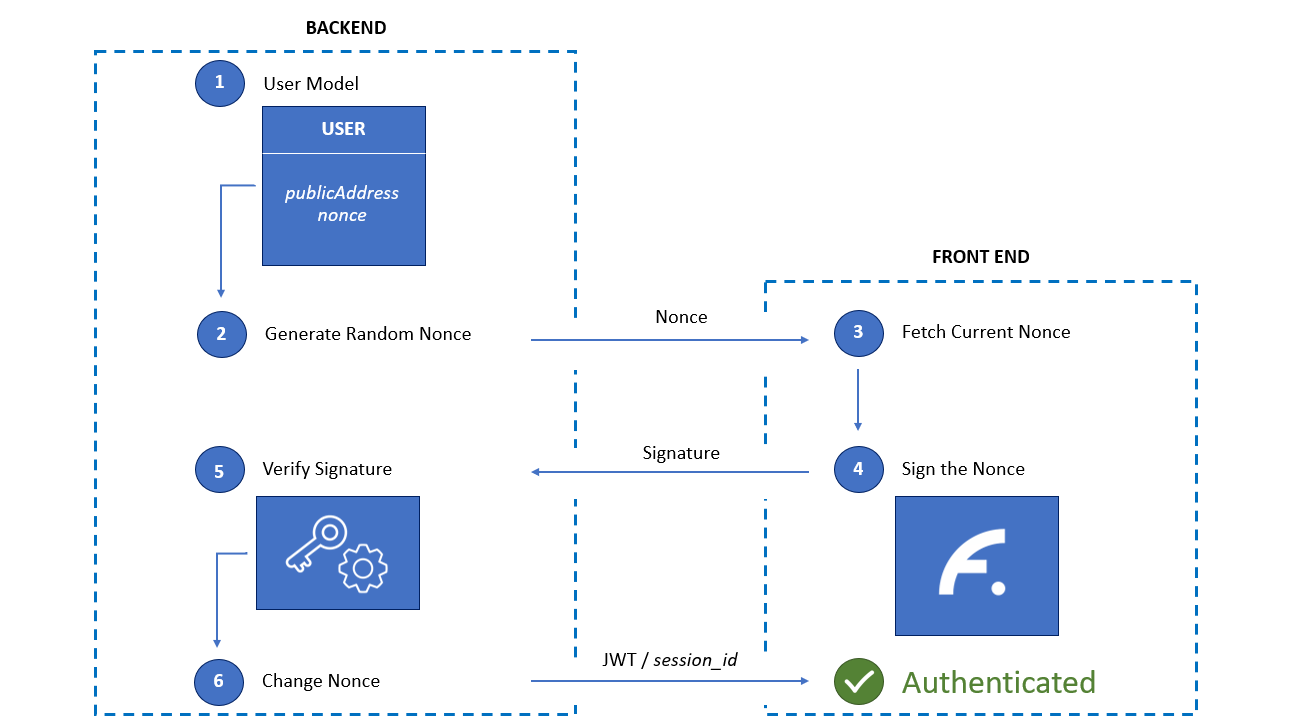 BACKEND
1 User Model
USER
publicAddress
nonce
FRONT END
2 Generate Random Nonce
Nonce
3 Fetch Current Nonce
5 Verify Signature
Signature
4 Sign the Nonce
F.
6 Change Nonce
JWT / session_id
Authenticated